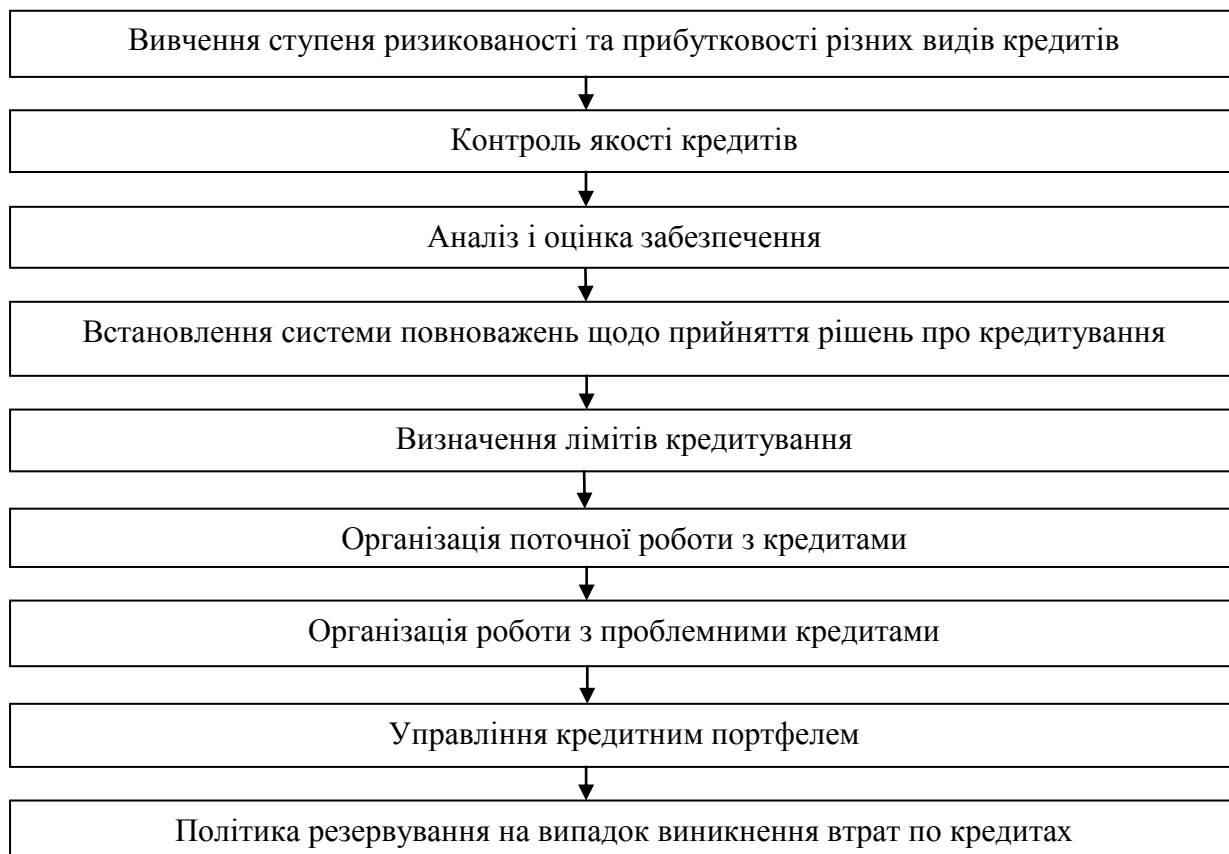 Вивчення ступеня ризикованості та прибутковості різних видів кредитів
Контроль якості кредитів
Аналіз і оцінка забезпечення
Встановлення системи повноважень щодо прийняття рішень про кредитування
Визначення лімітів кредитування
Організація поточної роботи з кредитами
Організація роботи з проблемними кредитами
Управління кредитним портфелем
Політика резервування на випадок виникнення втрат по кредитах